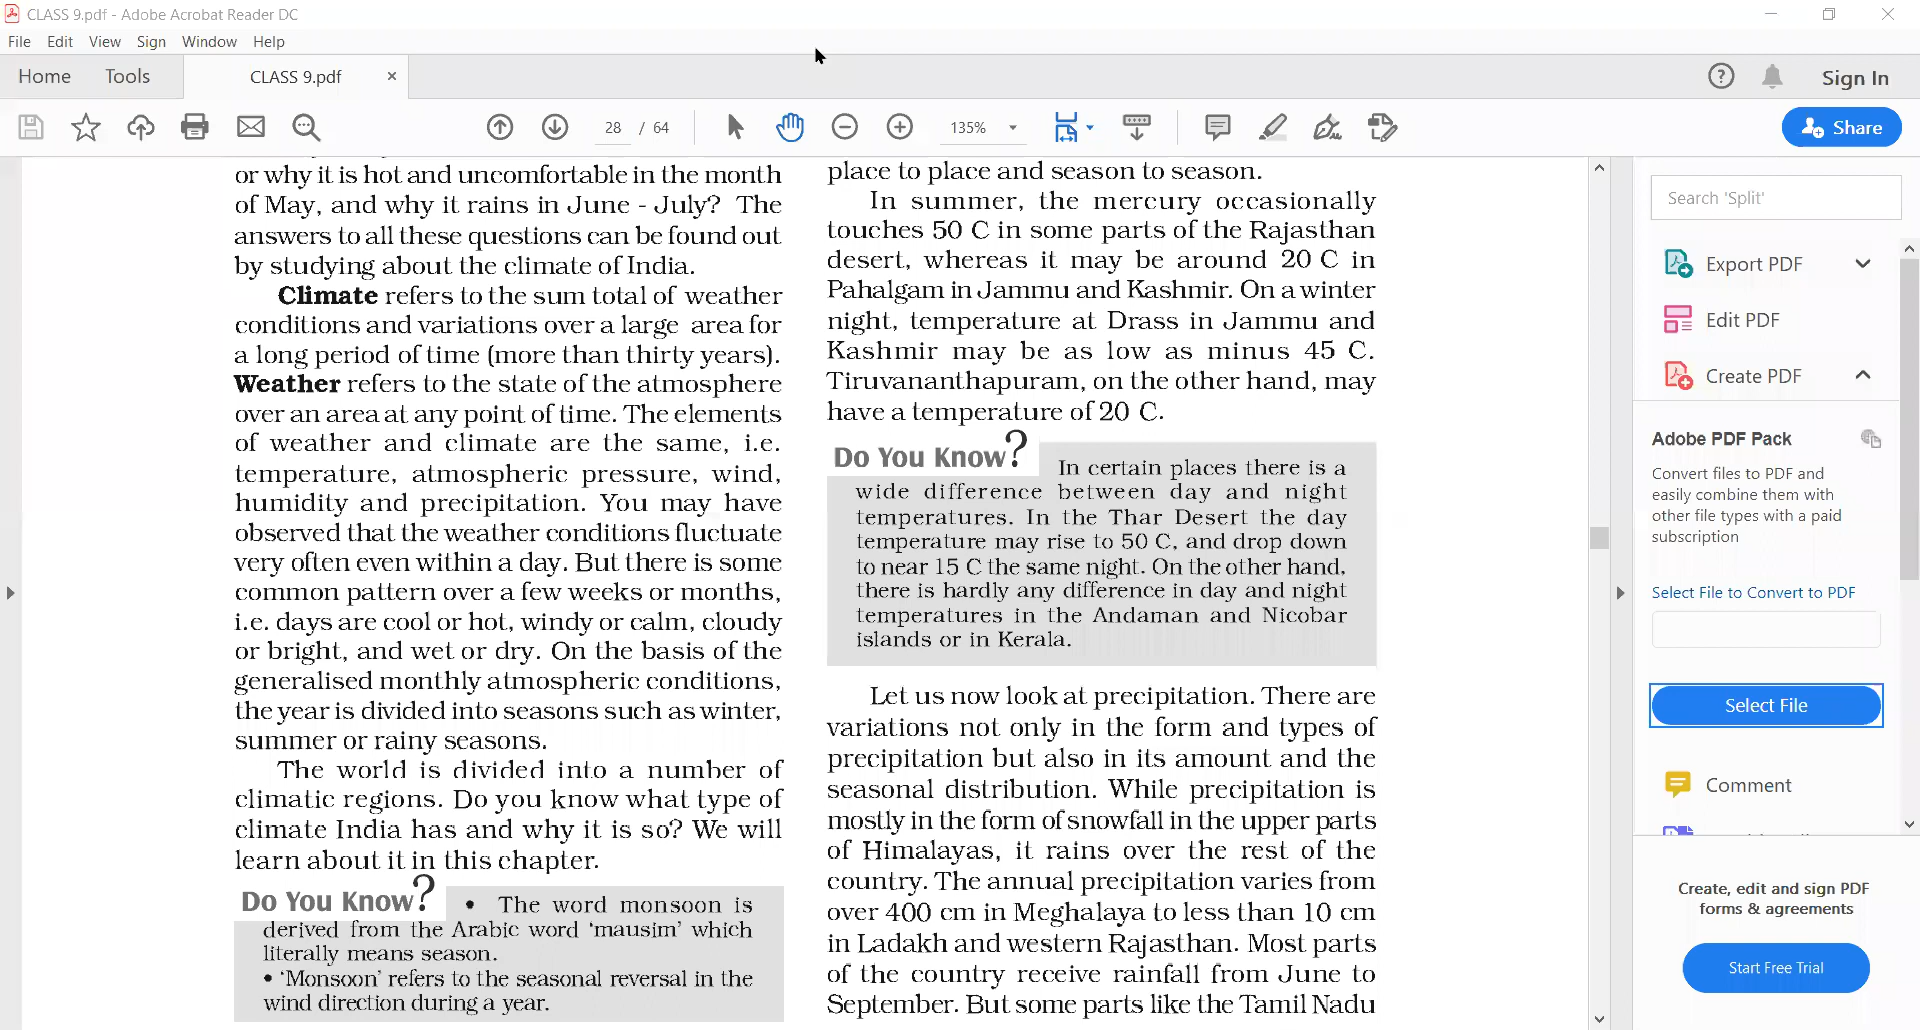 CLASS 9.pdf - Adobe Acrobat Reader DC
File Edit View Sign Window Help
Home Tools CLASS 9.pdf ×
Sign In
28 / 64 135%
Share
or why it is hot and uncomfortable in the month
of May, and why it rains in June - July? The
answers to all these questions can be found out
by studying about the climate of India.
Climate refers to the sum total of weather
conditions and variations over a large area for
a long period of time (more than thirty years).
Weather refers to the state of the atmosphere
over an area at any point of time. The elements
of weather and climate are the same, i.e.
temperature, atmospheric pressure, wind,
humidity and precipitation. You may have
observed that the weather conditions fluctuate
very often even within a day. But there is some
common pattern over a few weeks or months,
i.e. days are cool or hot, windy or calm, cloudy
or bright, and wet or dry. On the basis of the
generalised monthly atmospheric conditions,
the year is divided into seasons such as winter,
summer or rainy seasons.
The world is divided into a number of
climatic regions. Do you know what type of
climate India has and why it is so? We will
learn about it in this chapter.
Do You Know?
• The word monsoon is
derived from the Arabic word ‘mausim’ which
literally means season.
• ‘Monsoon’ refers to the seasonal reversal in the
wind direction during a year.
place to place and season to season.
In summer, the mercury occasionally
touches 50 C in some parts of the Rajasthan
desert, whereas it may be around 20 C in
Pahalgam in Jammu and Kashmir. On a winter
night, temperature at Drass in Jammu and
Kashmir may be as low as minus 45 C.
Tiruvananthapuram, on the other hand, may
have a temperature of 20 C.
Do You Know?
In certain places there is a
wide difference between day and night
temperatures. In the Thar Desert the day
temperature may rise to 50 C, and drop down
to near 15 C the same night. On the other hand,
there is hardly any difference in day and night
temperatures in the Andaman and Nicobar
islands or in Kerala.
Let us now look at precipitation. There are
variations not only in the form and types of
precipitation but also in its amount and the
seasonal distribution. While precipitation is
mostly in the form of snowfall in the upper parts
of Himalayas, it rains over the rest of the
country. The annual precipitation varies from
over 400 cm in Meghalaya to less than 10 cm
in Ladakh and western Rajasthan. Most parts
of the country receive rainfall from June to
September. But some parts like the Tamil Nadu
Search 'Split'
Export PDF
Edit PDF
Create PDF
Adobe PDF Pack
Convert files to PDF and
easily combine them with
other file types with a paid
subscription
Select File to Convert to PDF
Select File
Comment
Create, edit and sign PDF
forms & agreements
Start Free Trial